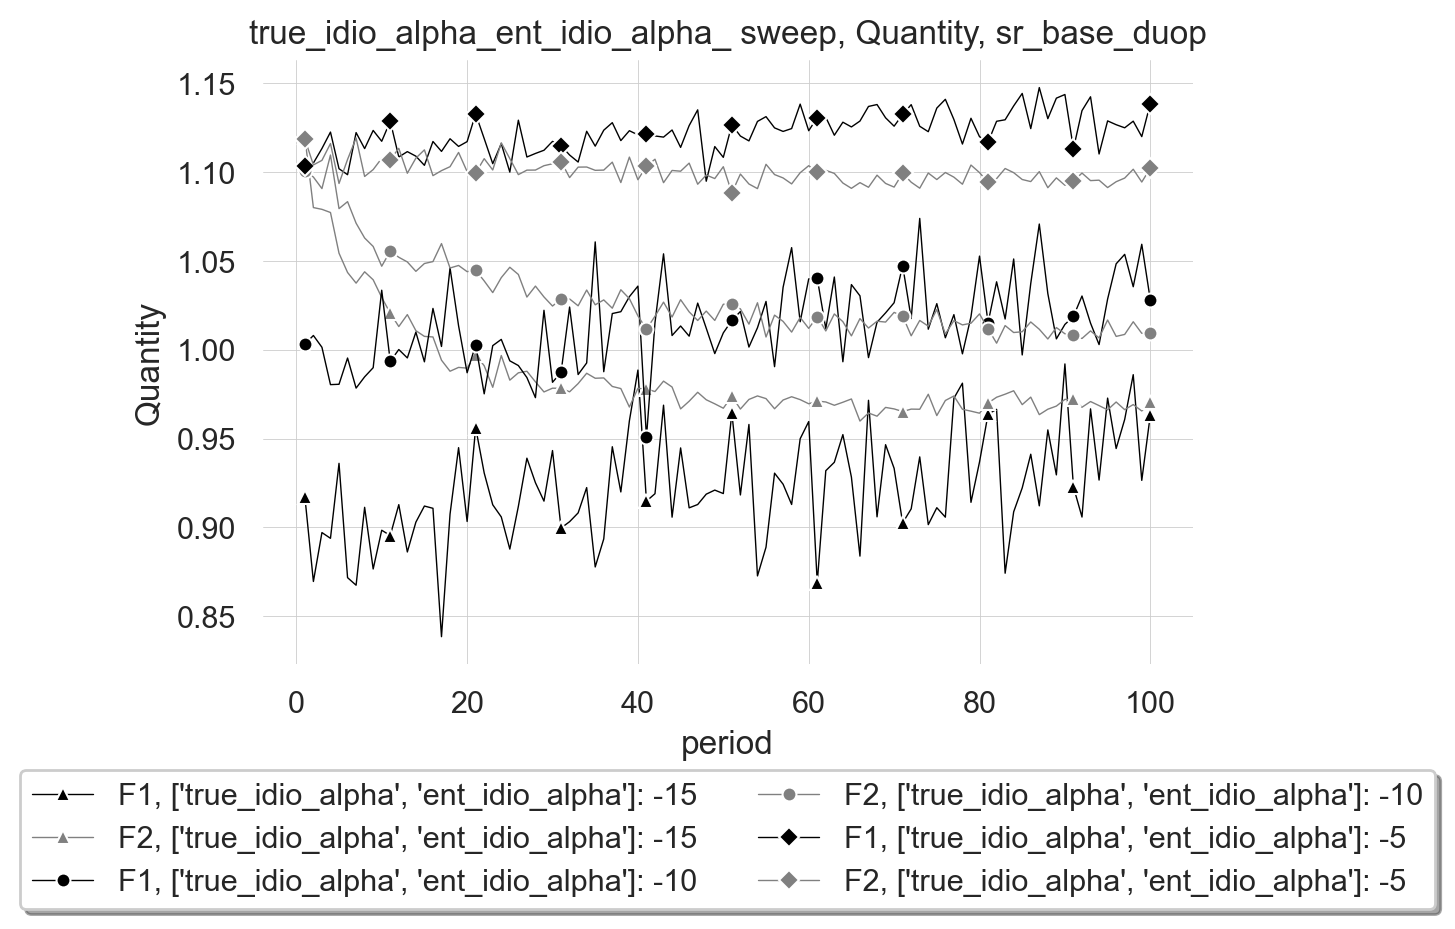 true_idio_alpha_ent_idio_alpha_ sweep, Quantity, sr_base_duop
1.15
1.10
1.05
1.00
0.95
0.90
0.85
Quantity
0 20 40 60 80 100
period
F1, ['true_idio_alpha', 'ent_idio_alpha']: -15
F2, ['true_idio_alpha', 'ent_idio_alpha']: -15
F1, ['true_idio_alpha', 'ent_idio_alpha']: -10
F2, ['true_idio_alpha', 'ent_idio_alpha']: -10
F1, ['true_idio_alpha', 'ent_idio_alpha']: -5
F2, ['true_idio_alpha', 'ent_idio_alpha']: -5